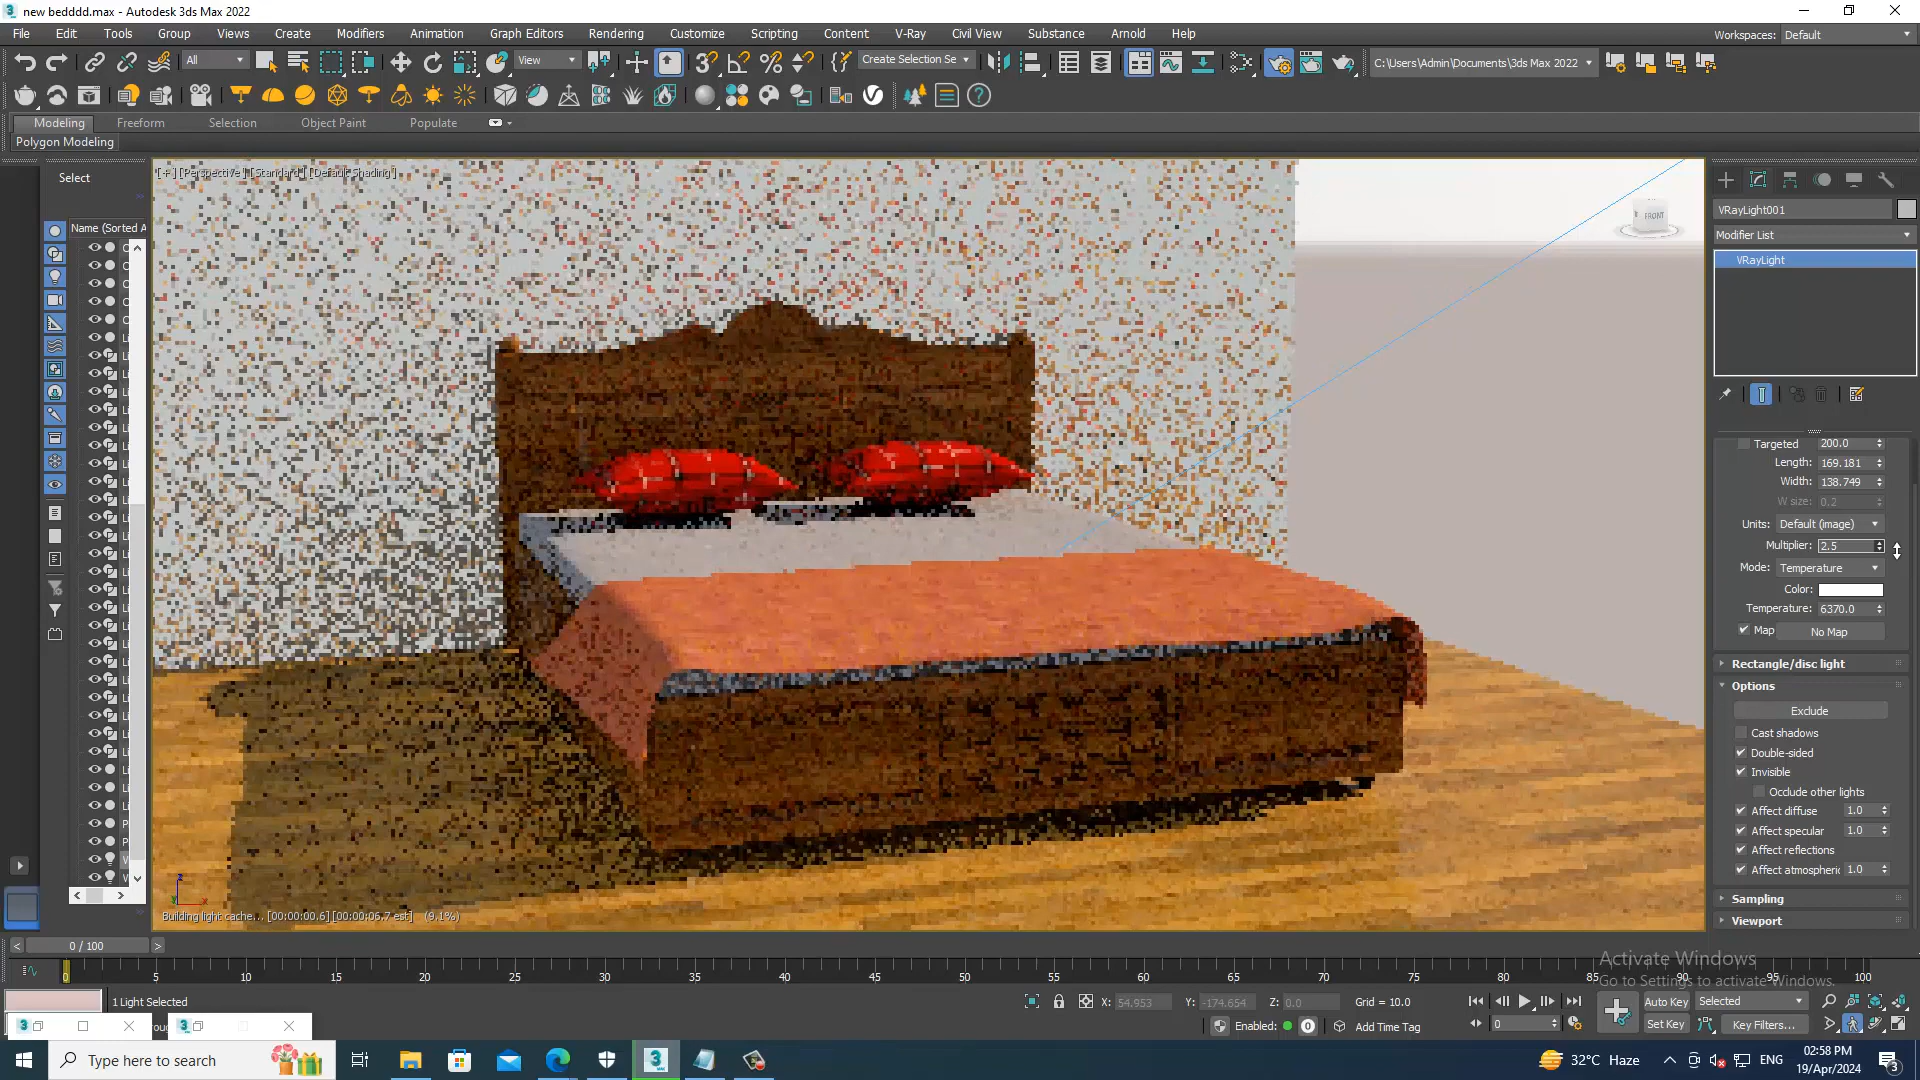 new bedddd.max - Autodesk 3ds Max 2022
File Edit Tools Group Views Create Modifiers Animation Graph Editors Rendering Customize Scripting Content V-Ray Civil View Substance Arnold Help
Workspaces: Default
All View Create Selection Se C:\Users\Admin\Documents\3ds Max 2022
Modeling Freeform Selection Object Paint Populate
Polygon Modeling
Select
Name (Sorted A
[+] [Perspective] [Standard] [Default Shading]
FRONT
Building light cache... [00:00:00.6] [00:00:06.7 est] (9.1%)
VRayLight001
Modifier List
VRayLight
Targeted 200.0
Length: 169.181
Width: 138.749
W size: 0.2
Units: Default (image)
Multiplier: 2.5
Mode: Temperature
Color:
Temperature: 6370.0
Map No Map
Rectangle/disc light
Options
Exclude
Cast shadows
Double-sided
Invisible
Occlude other lights
Affect diffuse 1.0
Affect specular 1.0
Affect reflections
Affect atmospheric 1.0
Sampling
Viewport
0 / 100
0 5 10 15 20 25 30 35 40 45 50 55 60 65 70 75 80 85 90 95 100
Activate Windows
Go to Settings to activate Windows.
1 Light Selected
X: 54.953 Y: -174.654 Z: 0.0 Grid = 10.0
Enabled: 0 Add Time Tag
0
Auto Key Selected
Set Key Key Filters...
Type here to search
32°C Haze
ENG
02:58 PM
19/Apr/2024
3